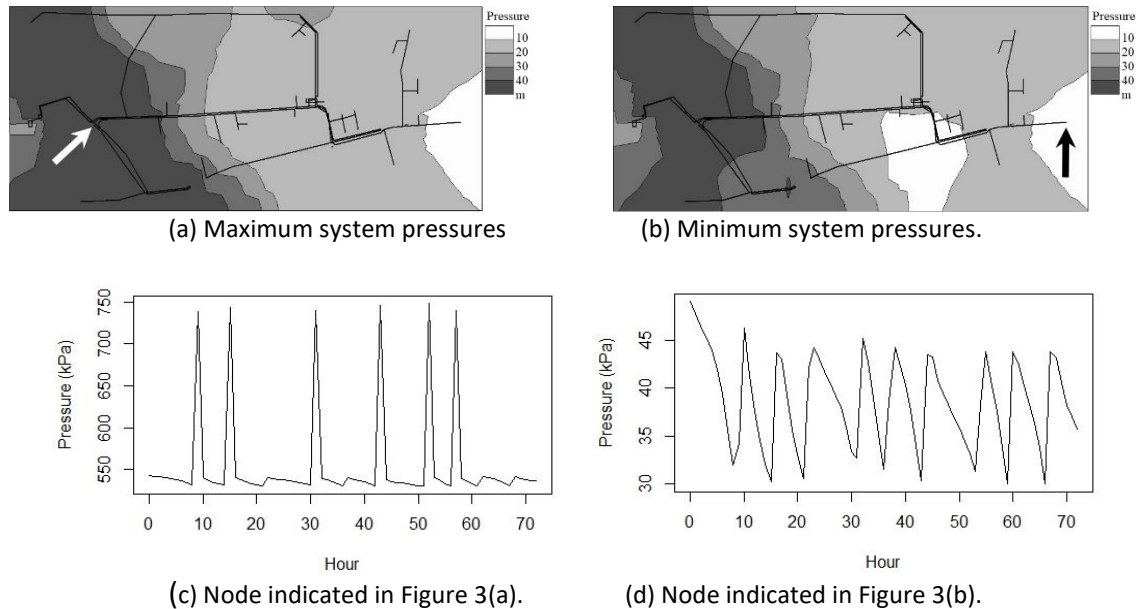 Pressure
10
20
30
40
m
Pressure
10
20
30
40
m
(a) Maximum system pressures
(b) Minimum system pressures.
Pressure (kPa)
750
700
650
600
550
0 10 20 30 40 50 60 70
Hour
Pressure (kPa)
45
40
35
30
0 10 20 30 40 50 60 70
Hour
(c) Node indicated in Figure 3(a).
(d) Node indicated in Figure 3(b).